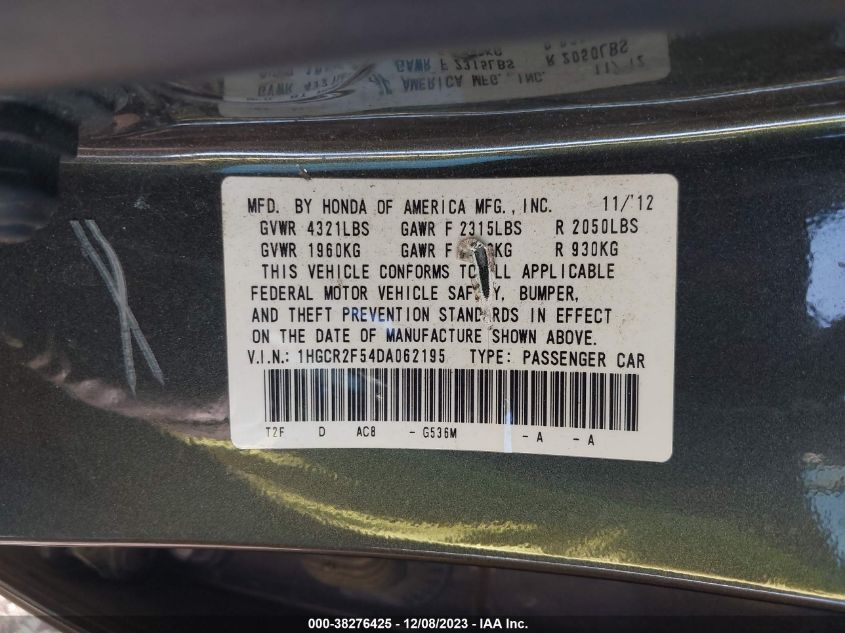 MFD. BY HONDA OF AMERICA MFG., INC. 11/'12
GVWR 4321LBS GAWR F 2315LBS R 2050LBS
GVWR 1960KG GAWR F KG R 930KG
THIS VEHICLE CONFORMS TO ALL APPLICABLE
FEDERAL MOTOR VEHICLE SAFETY, BUMPER,
AND THEFT PREVENTION STANDARDS IN EFFECT
ON THE DATE OF MANUFACTURE SHOWN ABOVE.
V.I.N.: 1HGCR2F54DA062195 TYPE: PASSENGER CAR
T2F D AC8 - G536M - A - A
000-38276425 - 12/08/2023 - IAA Inc.